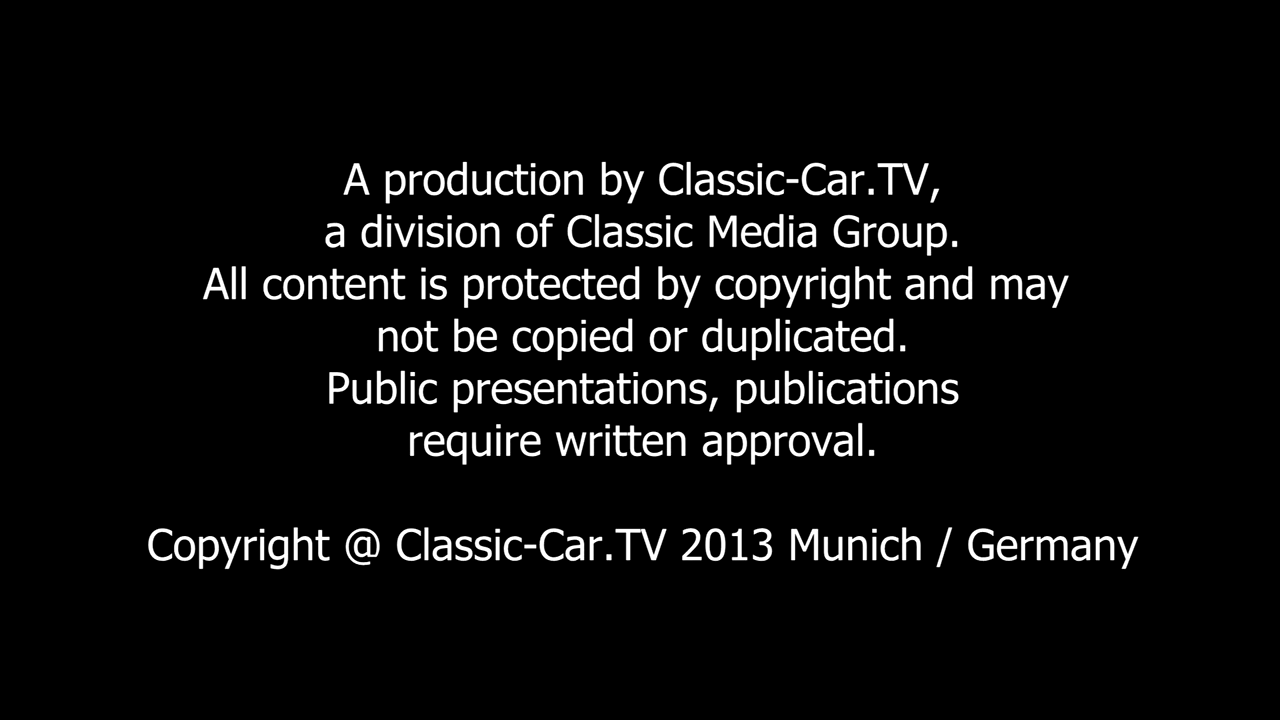 A production by Classic-Car.TV,
a division of Classic Media Group.
All content is protected by copyright and may
not be copied or duplicated.
Public presentations, publications
require written approval.
Copyright @ Classic-Car.TV 2013 Munich / Germany